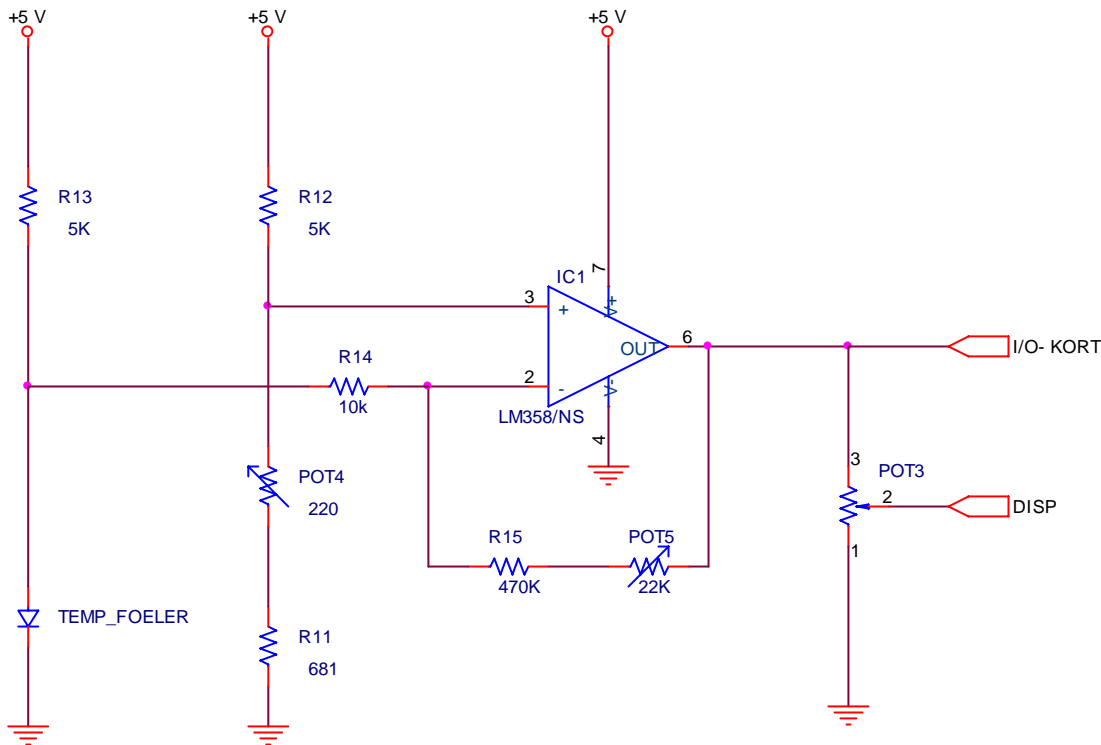 +5 V
+5 V
+5 V
R13
5K
R12
5K
IC1
7
V+
3
+
R14
10k
2
-
OUT
6
V-
4
LM358/NS
I/O- KORT
POT4
220
3
POT3
2
DISP
1
R15
470K
POT5
22K
TEMP_FOELER
R11
681